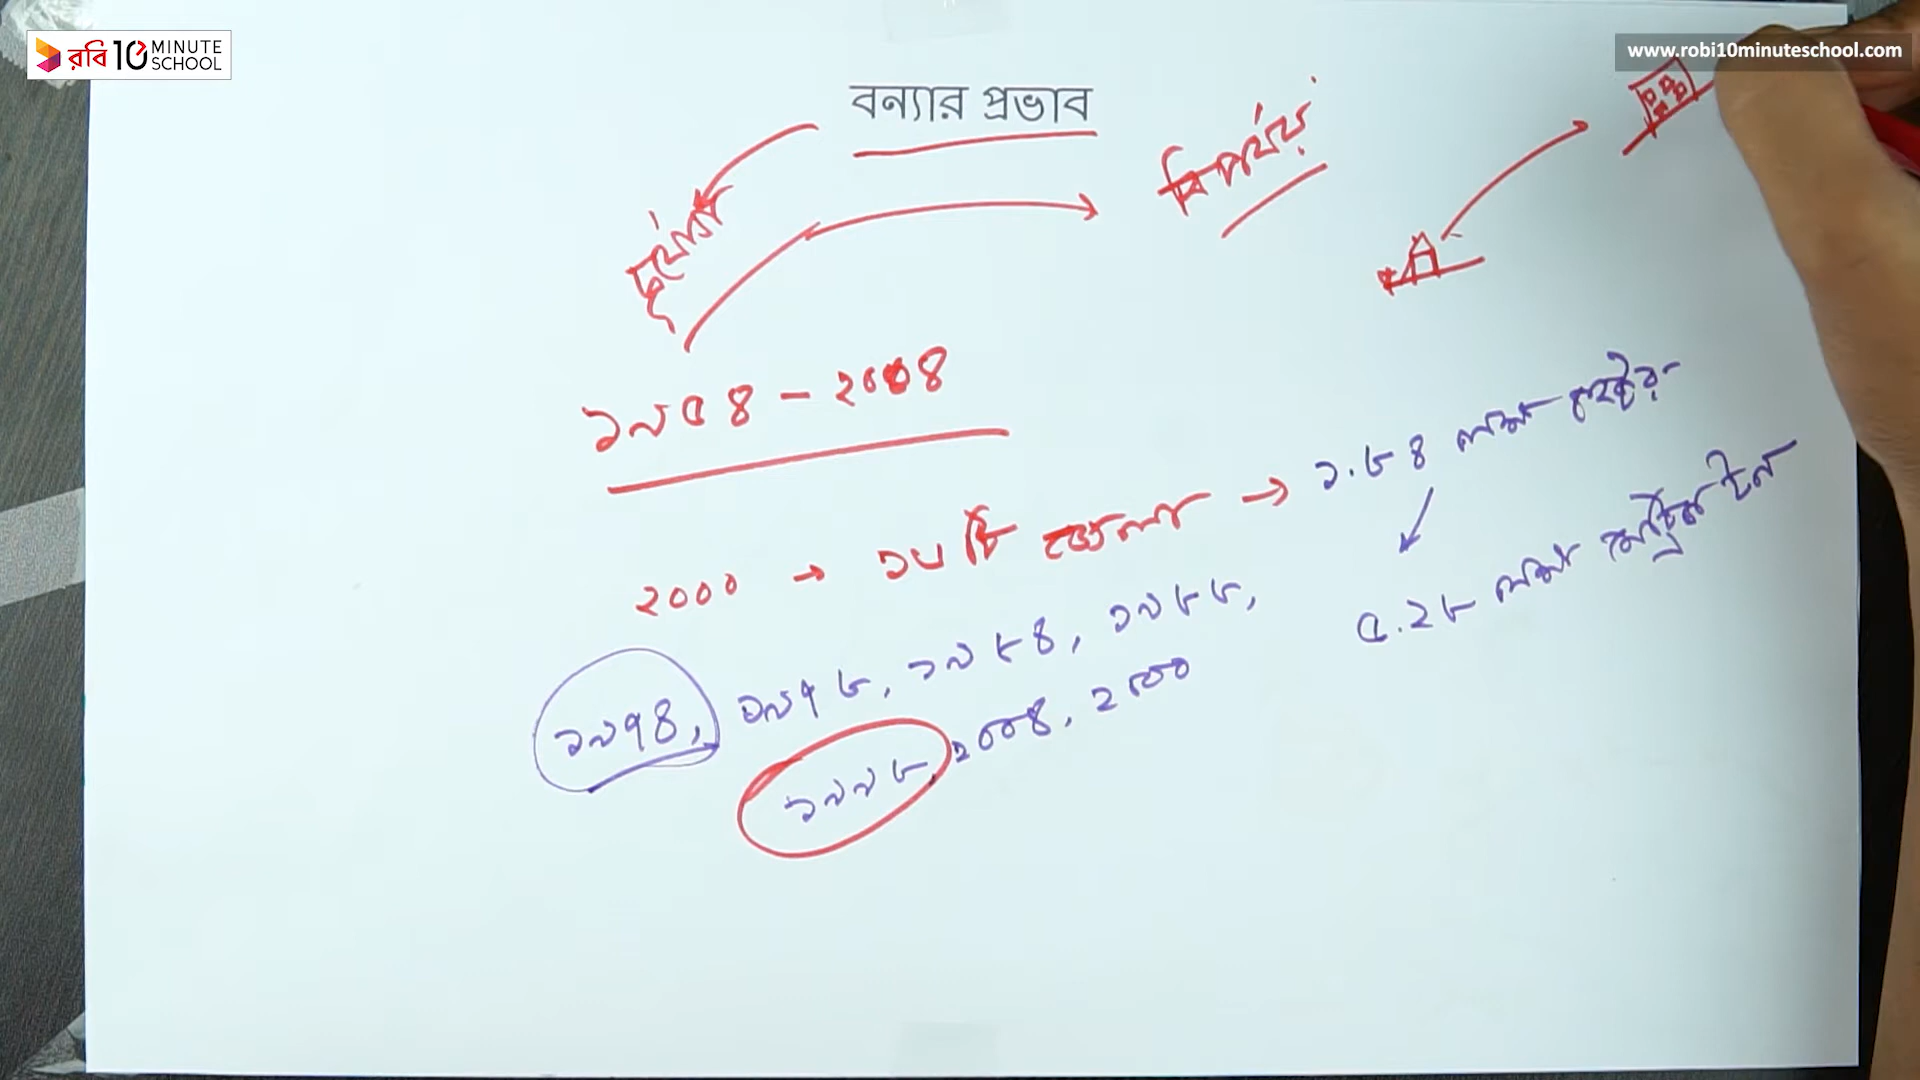 রবি 10 MINUTE SCHOOL
www.robi10minuteschool.com
বন্যার প্রভাব
দুর্যোগ
বিপর্যয়
১৯৫৪ - ২০০৪
২০০০ → ১৬ টি জেলা → ১.৮৪ লক্ষ হেক্টর
৫.২৮ লক্ষ মেট্রিক টন
১৯৭৪, ১৯৭৮, ১৯৮৪, ১৯৮৮,
১৯৯৮, ২০০৪, ২০০০